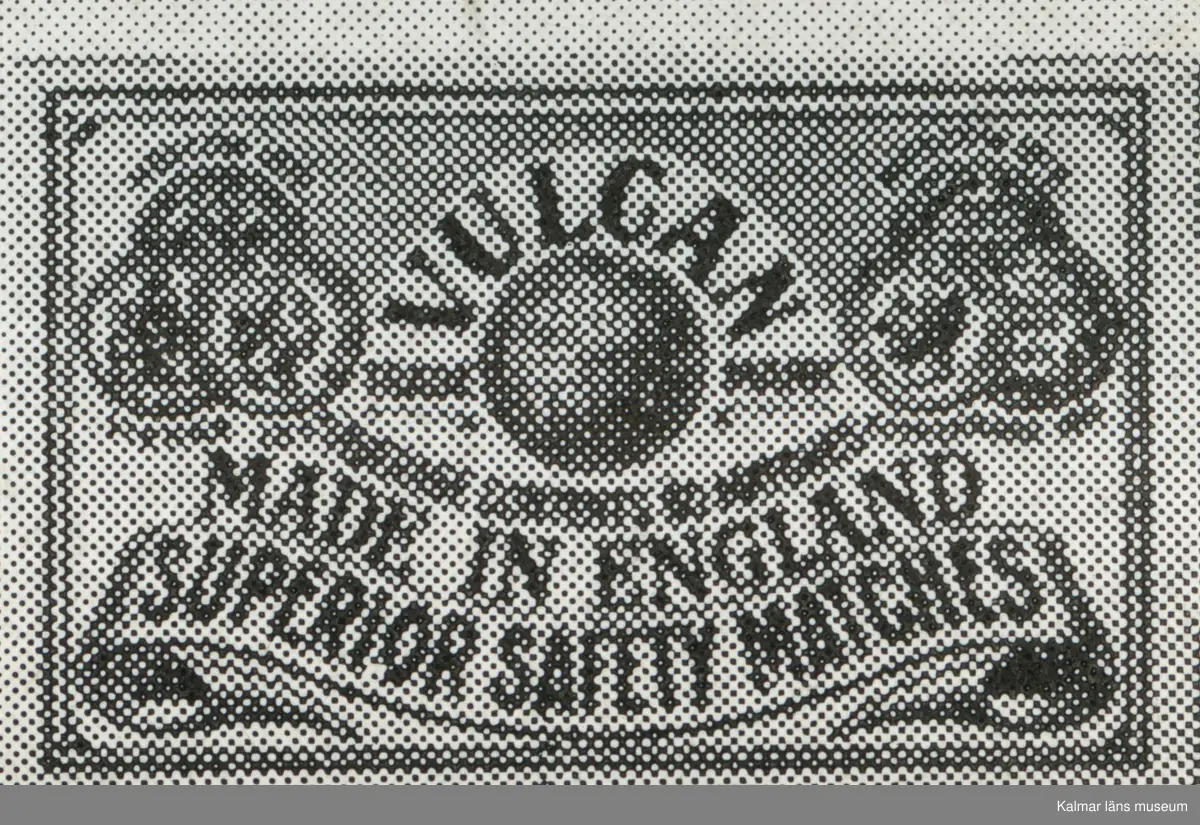 VULCAN
MADE IN ENGLAND
SUPERIOR SAFETY MATCHES
Kalmar läns museum